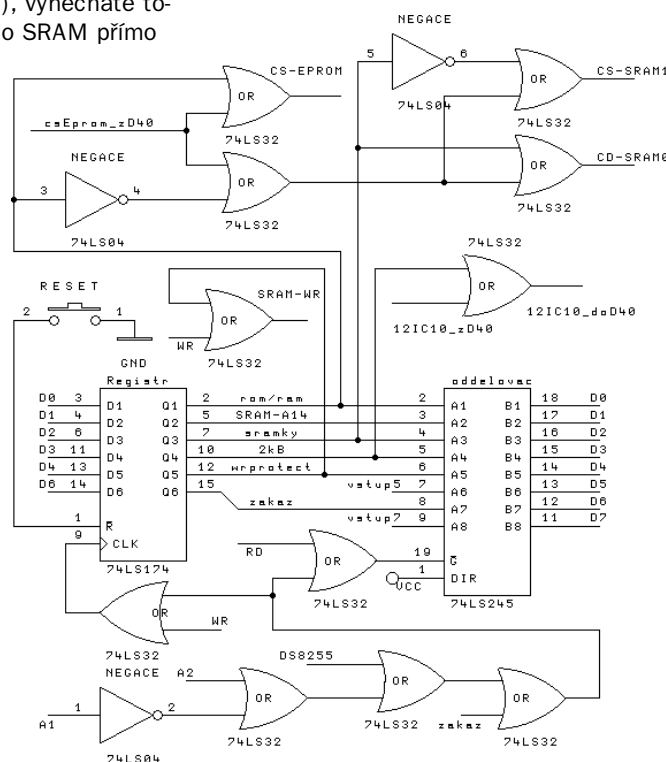 ), vynecháte to-
o SRAM přímo
NEGACE
5 6
74LS04
OR
CS-SRAM1
74LS32
OR
CS-EPROM
74LS32
csEprom_zD40
OR
CD-SRAM0
74LS32
NEGACE
3 4
74LS04
OR
74LS32
74LS32
OR
12IC10_zD40
12IC10_doD40
RESET
2 1
GND
OR
SRAM-WR
WR
74LS32
Registr
D0 3 D1 Q1 2 rom/ram
D1 4 D2 Q2 5 SRAM-A14
D2 6 D3 Q3 7 sramky
D3 11 D4 Q4 10 2kB
D4 13 D5 Q5 12 wrprotect
D6 14 D6 Q6 15 zakaz
1 R
9 CLK
74LS174
oddelovac
2 A1 B1 18 D0
3 A2 B2 17 D1
4 A3 B3 16 D2
5 A4 B4 15 D3
6 A5 B5 14 D4
vstup5 7 A6 B6 13 D5
8 A7 B7 12 D6
vstup7 9 A8 B8 11 D7
19 G
1 DIR
VCC
74LS245
RD
OR
74LS32
OR
WR
74LS32
NEGACE
A1 1 2
74LS04
A2
OR
74LS32
DS8255
OR
74LS32
zakaz
OR
74LS32